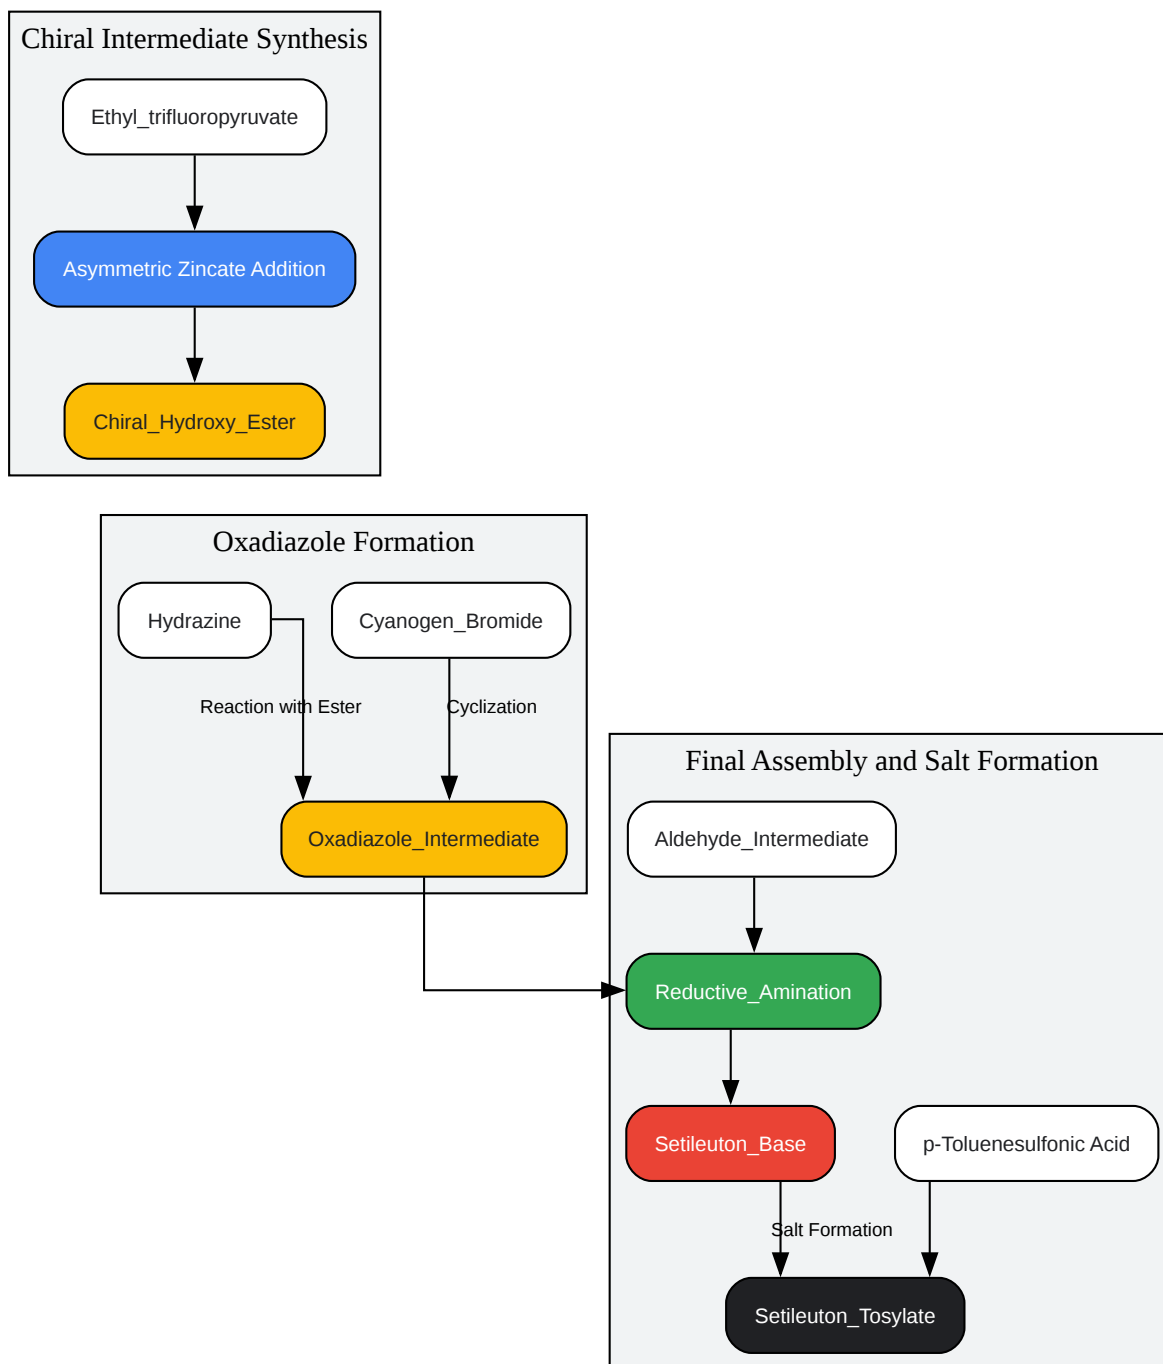 Chiral Intermediate Synthesis
Ethyl_trifluoropyruvate
Asymmetric Zincate Addition
Chiral_Hydroxy_Ester
Oxadiazole Formation
Hydrazine
Cyanogen_Bromide
Reaction with Ester
Cyclization
Oxadiazole_Intermediate
Final Assembly and Salt Formation
Aldehyde_Intermediate
Reductive_Amination
Setileuton_Base
p-Toluenesulfonic Acid
Salt Formation
Setileuton_Tosylate